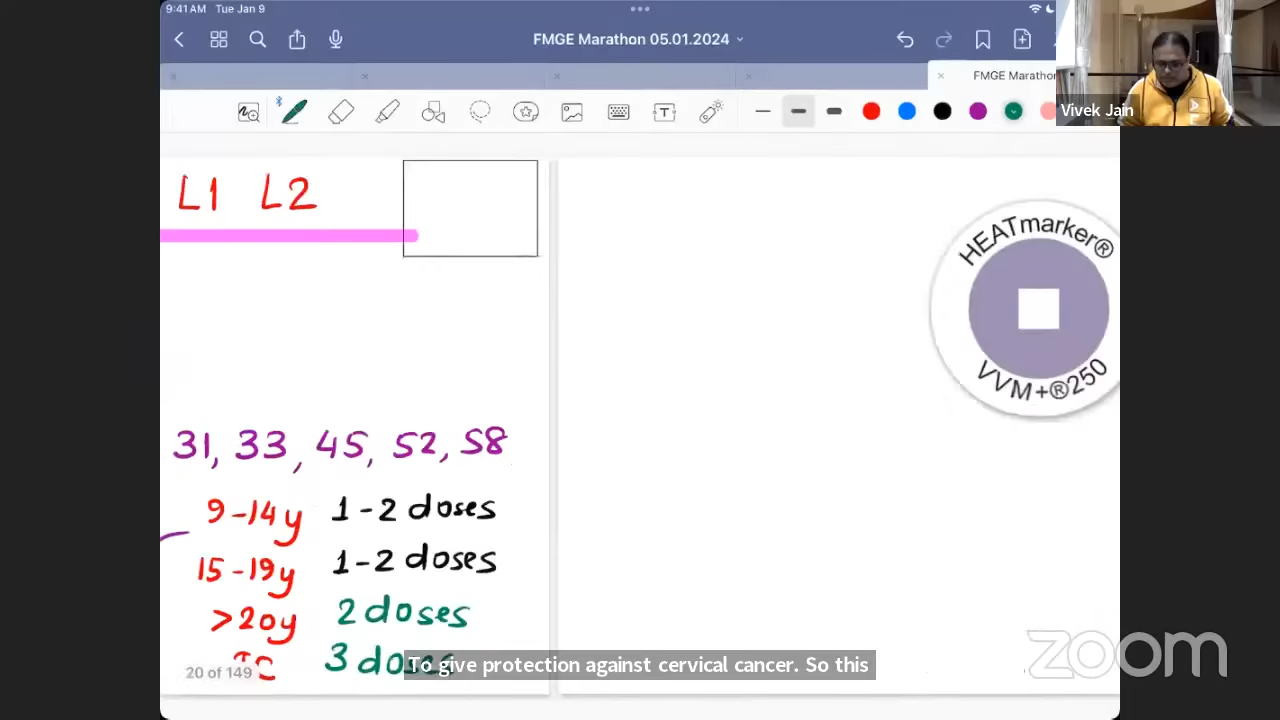 9:41 AM Tue Jan 9
FMGE Marathon 05.01.2024
FMGE Marathon
Vivek Jain
L1 L2
HEATmarker®
VVM+®250
31, 33, 45, 52, 58
9-14y 1-2 doses
15-19y 1-2 doses
>20y 2 doses
3 doses
20 of 149
To give protection against cervical cancer. So this
zoom